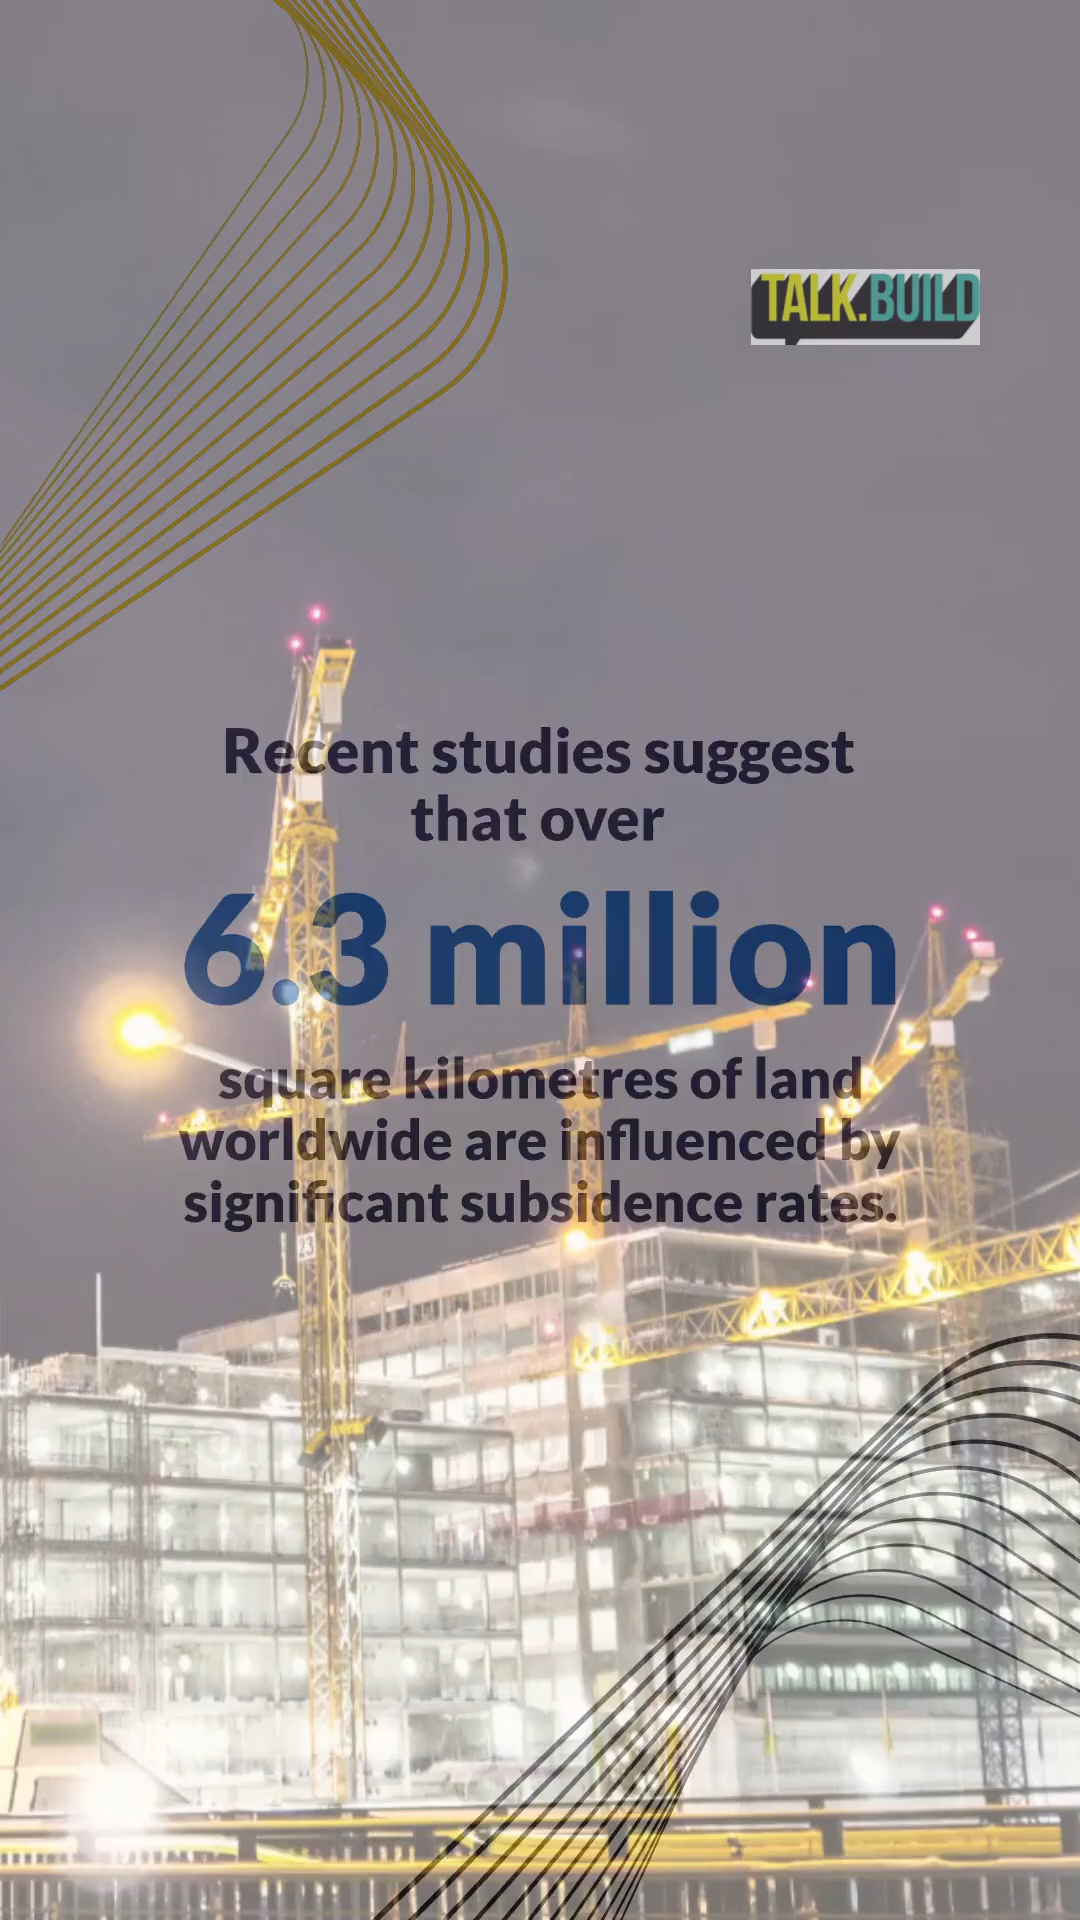 TALK.BUILD
Recent studies suggest
that over
6.3 million
square kilometres of land
worldwide are influenced by
significant subsidence rates.
23